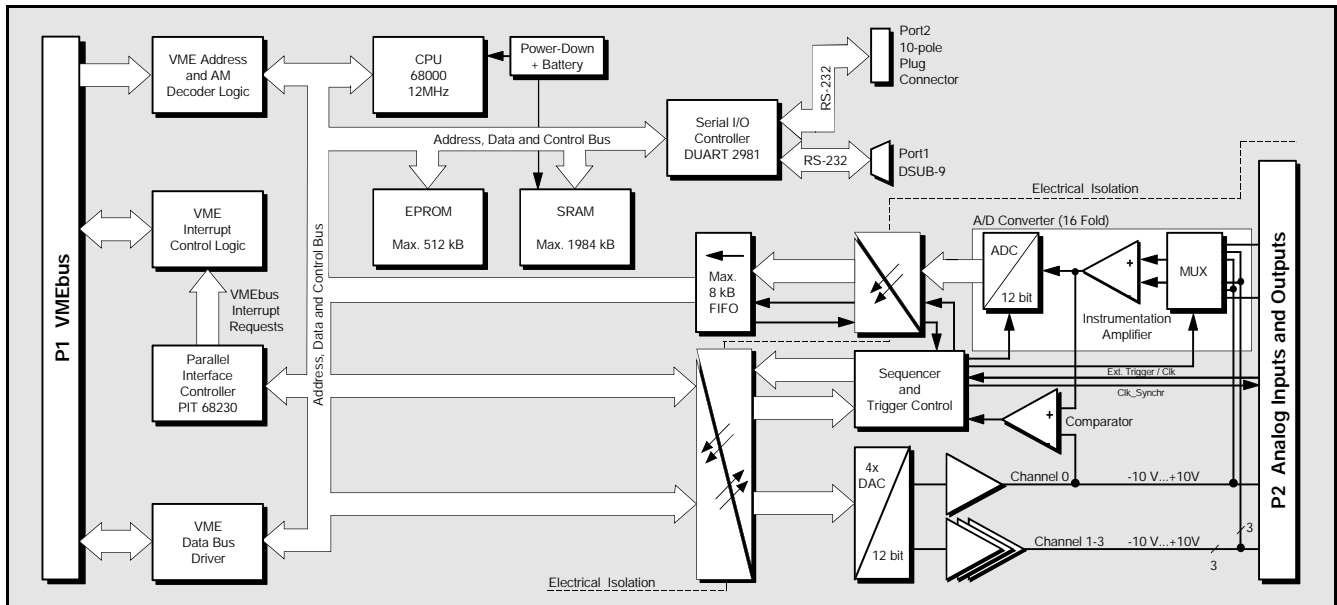 P1 VMEbus
VME Address
and AM
Decoder Logic
CPU
68000
12MHz
Power-Down
+ Battery
Port2
10-pole
Plug
Connector
RS-232
Serial I/O
Controller
DUART 2981
RS-232
Port1
DSUB-9
Address, Data and Control Bus
EPROM
Max. 512 kB
SRAM
Max. 1984 kB
VME
Interrupt
Control Logic
VMEbus
Interrupt
Requests
Parallel
Interface
Controller
PIT 68230
VME
Data Bus
Driver
Address, Data and Control Bus
Electrical Isolation
A/D Converter (16 Fold)
Max.
8 kB
FIFO
ADC
12 bit
+
-
MUX
Instrumentation
Amplifier
Sequencer
and
Trigger Control
Ext. Trigger / Clk
Clk_Synchr
+
-
Comparator
4x
DAC
12 bit
Channel 0
-10 V...+10V
Channel 1-3
-10 V...+10V
3
3
Electrical Isolation
P2 Analog Inputs and Outputs